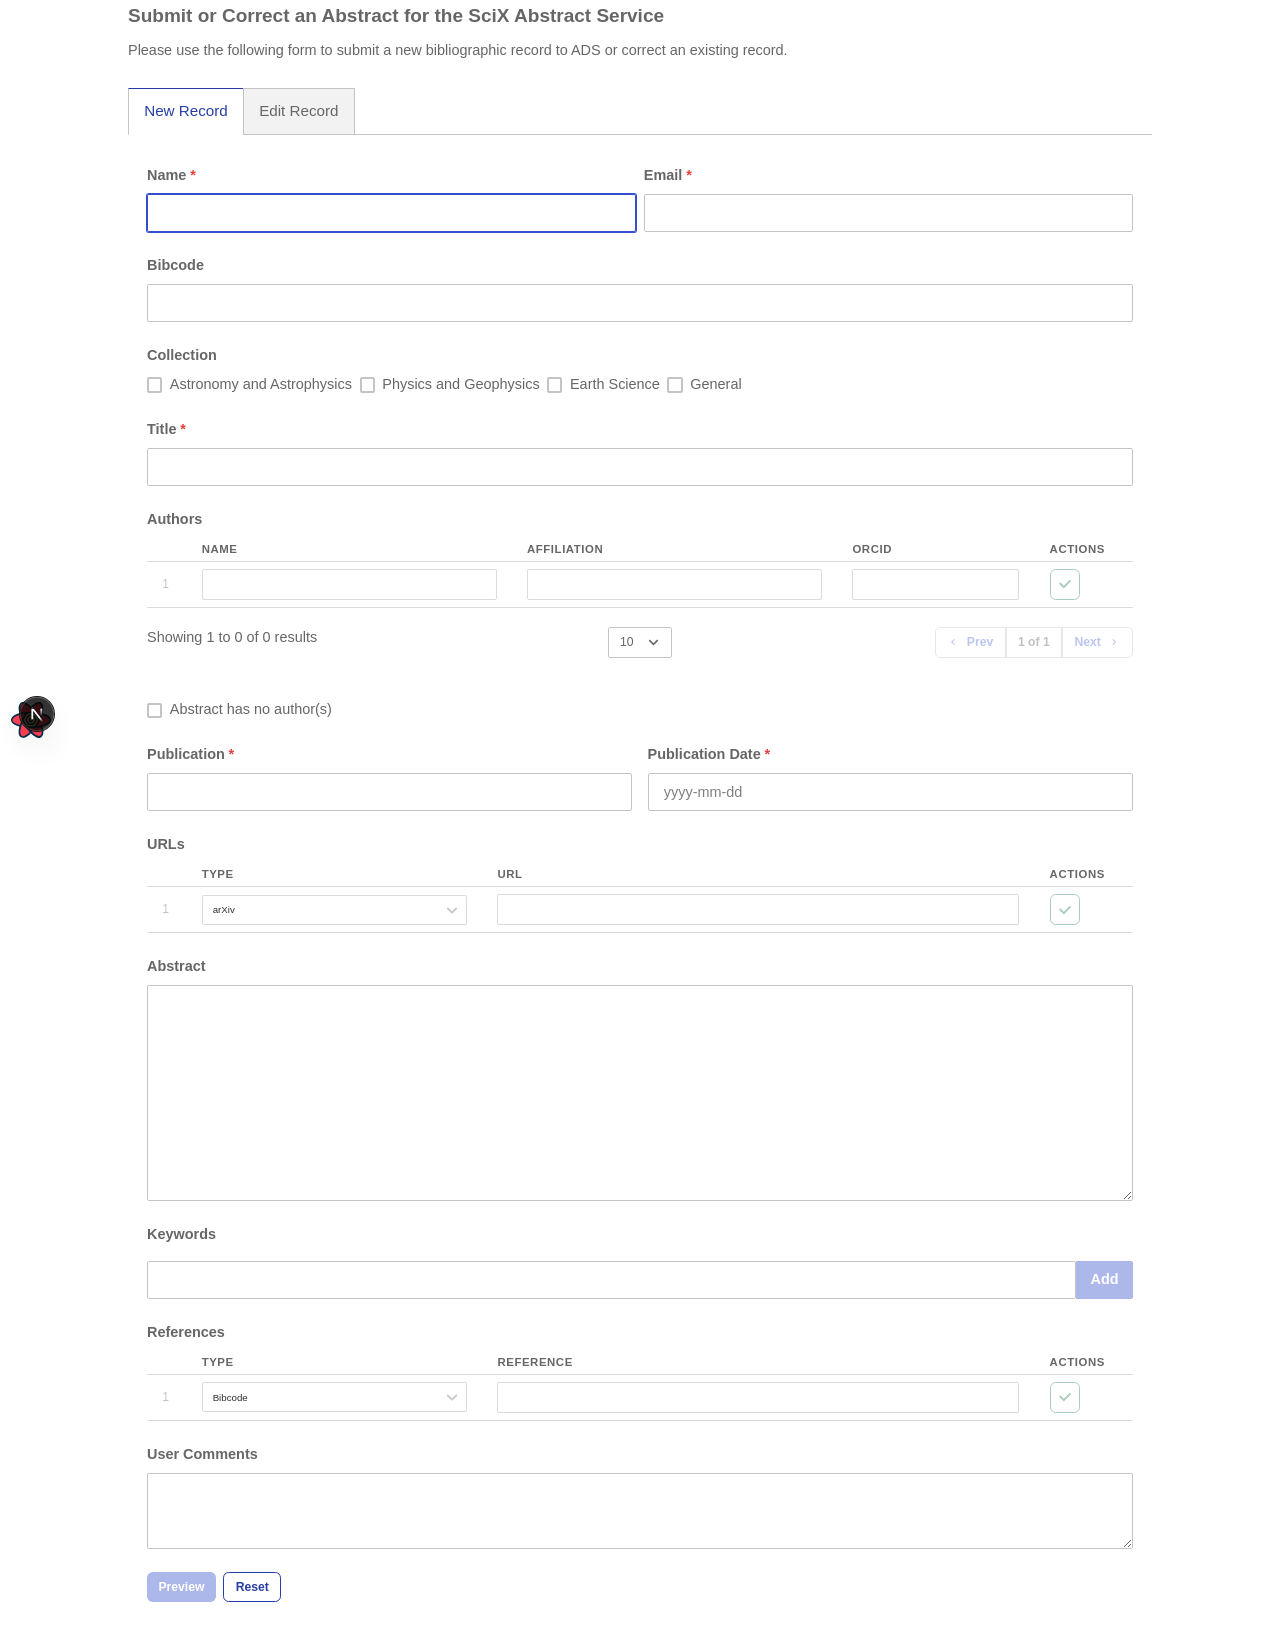 Submit or Correct an Abstract for the SciX Abstract Service
Please use the following form to submit a new bibliographic record to ADS or correct an existing record.
New Record Edit Record
Name * Email *
Bibcode
Collection
Astronomy and Astrophysics Physics and Geophysics Earth Science General
Title *
Authors
NAME AFFILIATION ORCID ACTIONS
1
Showing 1 to 0 of 0 results 10 Prev 1 of 1 Next
Abstract has no author(s)
N
Publication * Publication Date *
yyyy-mm-dd
URLs
TYPE URL ACTIONS
1 arXiv
Abstract
Keywords
Add
References
TYPE REFERENCE ACTIONS
1 Bibcode
User Comments
Preview Reset